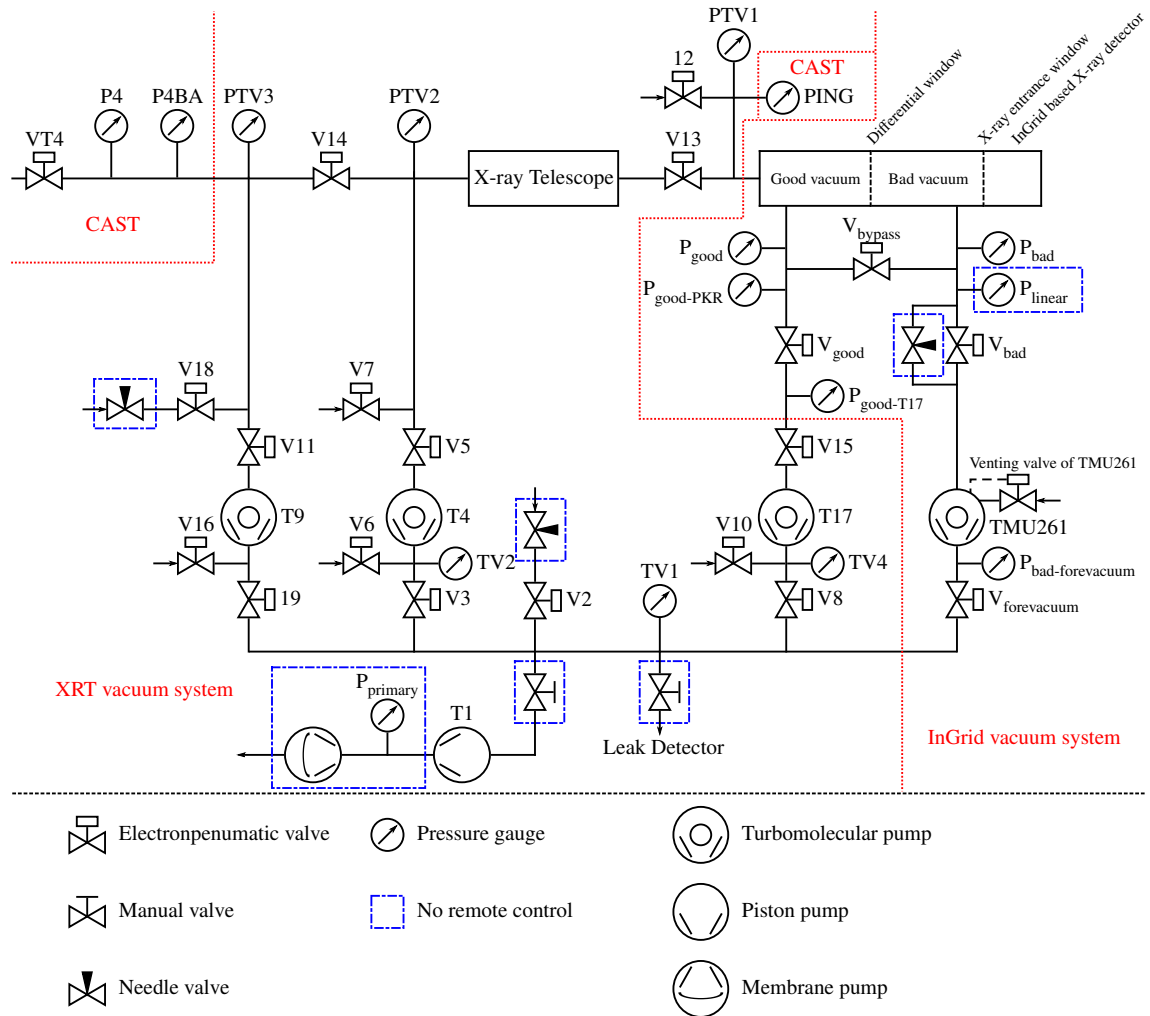 PTV1
12
CAST
PING
Differential window
X-ray entrance window
InGrid based X-ray detector
P4
P4BA
PTV3
PTV2
VT4
V14
V13
X-ray Telescope
Good vacuum
Bad vacuum
CAST
Vbypass
Pgood
Pbad
Pgood-PKR
Plinear
Vgood
Vbad
V18
V7
Pgood-T17
V11
V5
V15
Venting valve of TMU261
T9
T4
T17
TMU261
V16
V6
V10
TV2
TV4
Pbad-forevacuum
TV1
19
V3
V2
V8
Vforevacuum
XRT vacuum system
Pprimary
T1
Leak Detector
InGrid vacuum system
Electronpenumatic valve
Pressure gauge
Turbomolecular pump
Manual valve
No remote control
Piston pump
Needle valve
Membrane pump